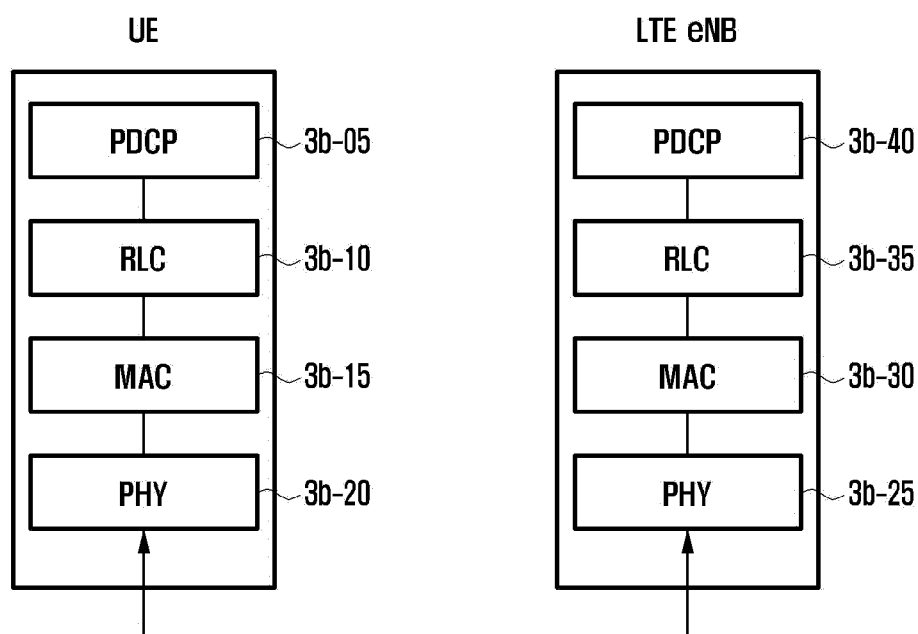 UE
LTE eNB
PDCP 3b-05
PDCP 3b-40
RLC 3b-10
RLC 3b-35
MAC 3b-15
MAC 3b-30
PHY 3b-20
PHY 3b-25